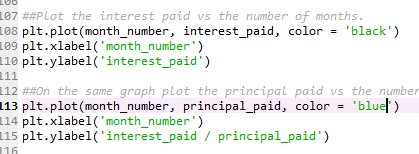 107 ##Plot the interest paid vs the number of months.
108 plt.plot(month_number, interest_paid, color = 'black')
109 plt.xlabel('month_number')
110 plt.ylabel('interest_paid')
111
112 ##On the same graph plot the principal paid vs the number
113 plt.plot(month_number, principal_paid, color = 'blue')
114 plt.xlabel('month_number')
115 plt.ylabel('interest_paid / principal_paid')
116